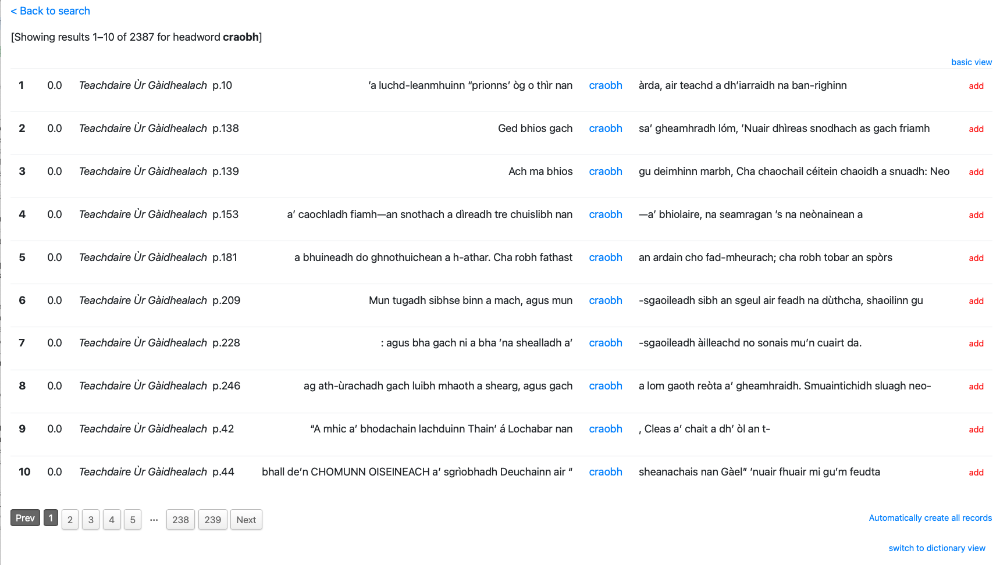 < Back to search
[Showing results 1–10 of 2387 for headword craobh]
basic view
1 0.0 Teachdaire Ùr Gàidhealach p.10 ’a luchd-leanmhuinn “prionns’ òg o thìr nan craobh àrda, air teachd a dh’iarraidh na ban-righinn add
2 0.0 Teachdaire Ùr Gàidhealach p.138 Ged bhios gach craobh sa’ gheamhradh lóm, ’Nuair dhìreas snodhach as gach friamh add
3 0.0 Teachdaire Ùr Gàidhealach p.139 Ach ma bhios craobh gu deimhinn marbh, Cha chaochail céitein chaoidh a snuadh: Neo add
4 0.0 Teachdaire Ùr Gàidhealach p.153 a’ caochladh fiamh—an snothach a dìreadh tre chuislibh nan craobh —a’ bhiolaire, na seamragan ’s na neònainean a add
5 0.0 Teachdaire Ùr Gàidhealach p.181 a bhuineadh do ghnothuichean a h-athar. Cha robh fathast craobh an ardain cho fad-mheurach; cha robh tobar an spòrs add
6 0.0 Teachdaire Ùr Gàidhealach p.209 Mun tugadh sibhse binn a mach, agus mun craobh -sgaoileadh sibh an sgeul air feadh na dùthcha, shaoilinn gu add
7 0.0 Teachdaire Ùr Gàidhealach p.228 : agus bha gach ni a bha ’na shealladh a’ craobh -sgaoileadh àilleachd no sonais mu’n cuairt da. add
8 0.0 Teachdaire Ùr Gàidhealach p.246 ag ath-ùrachadh gach luibh mhaoth a shearg, agus gach craobh a lom gaoth reòta a’ gheamhraidh. Smuaintichidh sluagh neo- add
9 0.0 Teachdaire Ùr Gàidhealach p.42 “A mhic a’ bhodachain lachduinn Thain’ á Lochabar nan craobh , Cleas a’ chait a dh’ òl an t- add
10 0.0 Teachdaire Ùr Gàidhealach p.44 bhall de’n CHOMUNN OISEINEACH a’ sgrìobhadh Deuchainn air “ craobh sheanachais nan Gàel” ’nuair fhuair mi gu’m feudta add
Prev 1 2 3 4 5 ... 238 239 Next
Automatically create all records
switch to dictionary view